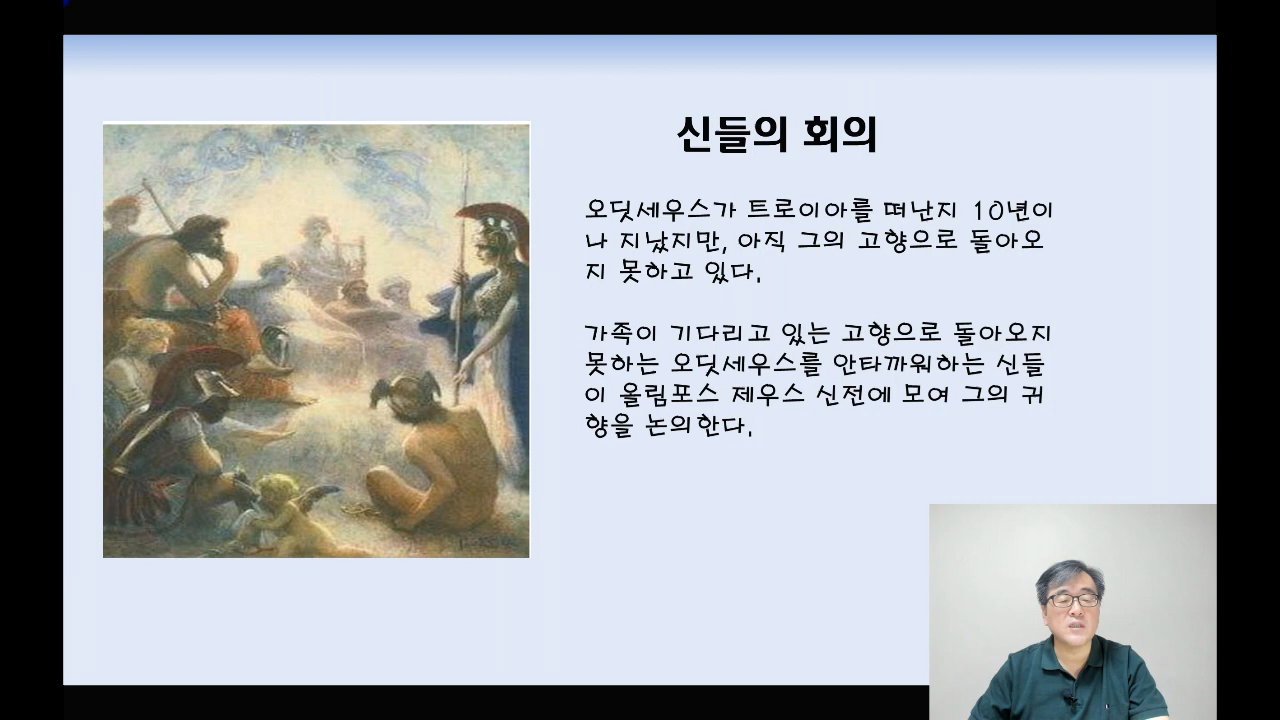 신들의 회의
오딧세우스가 트로이아를 떠난지 10년이
나 지났지만, 아직 그의 고향으로 돌아오
지 못하고 있다.
가족이 기다리고 있는 고향으로 돌아오지
못하는 오딧세우스를 안타까워하는 신들
이 올림포스 제우스 신전에 모여 그의 귀
향을 논의한다.